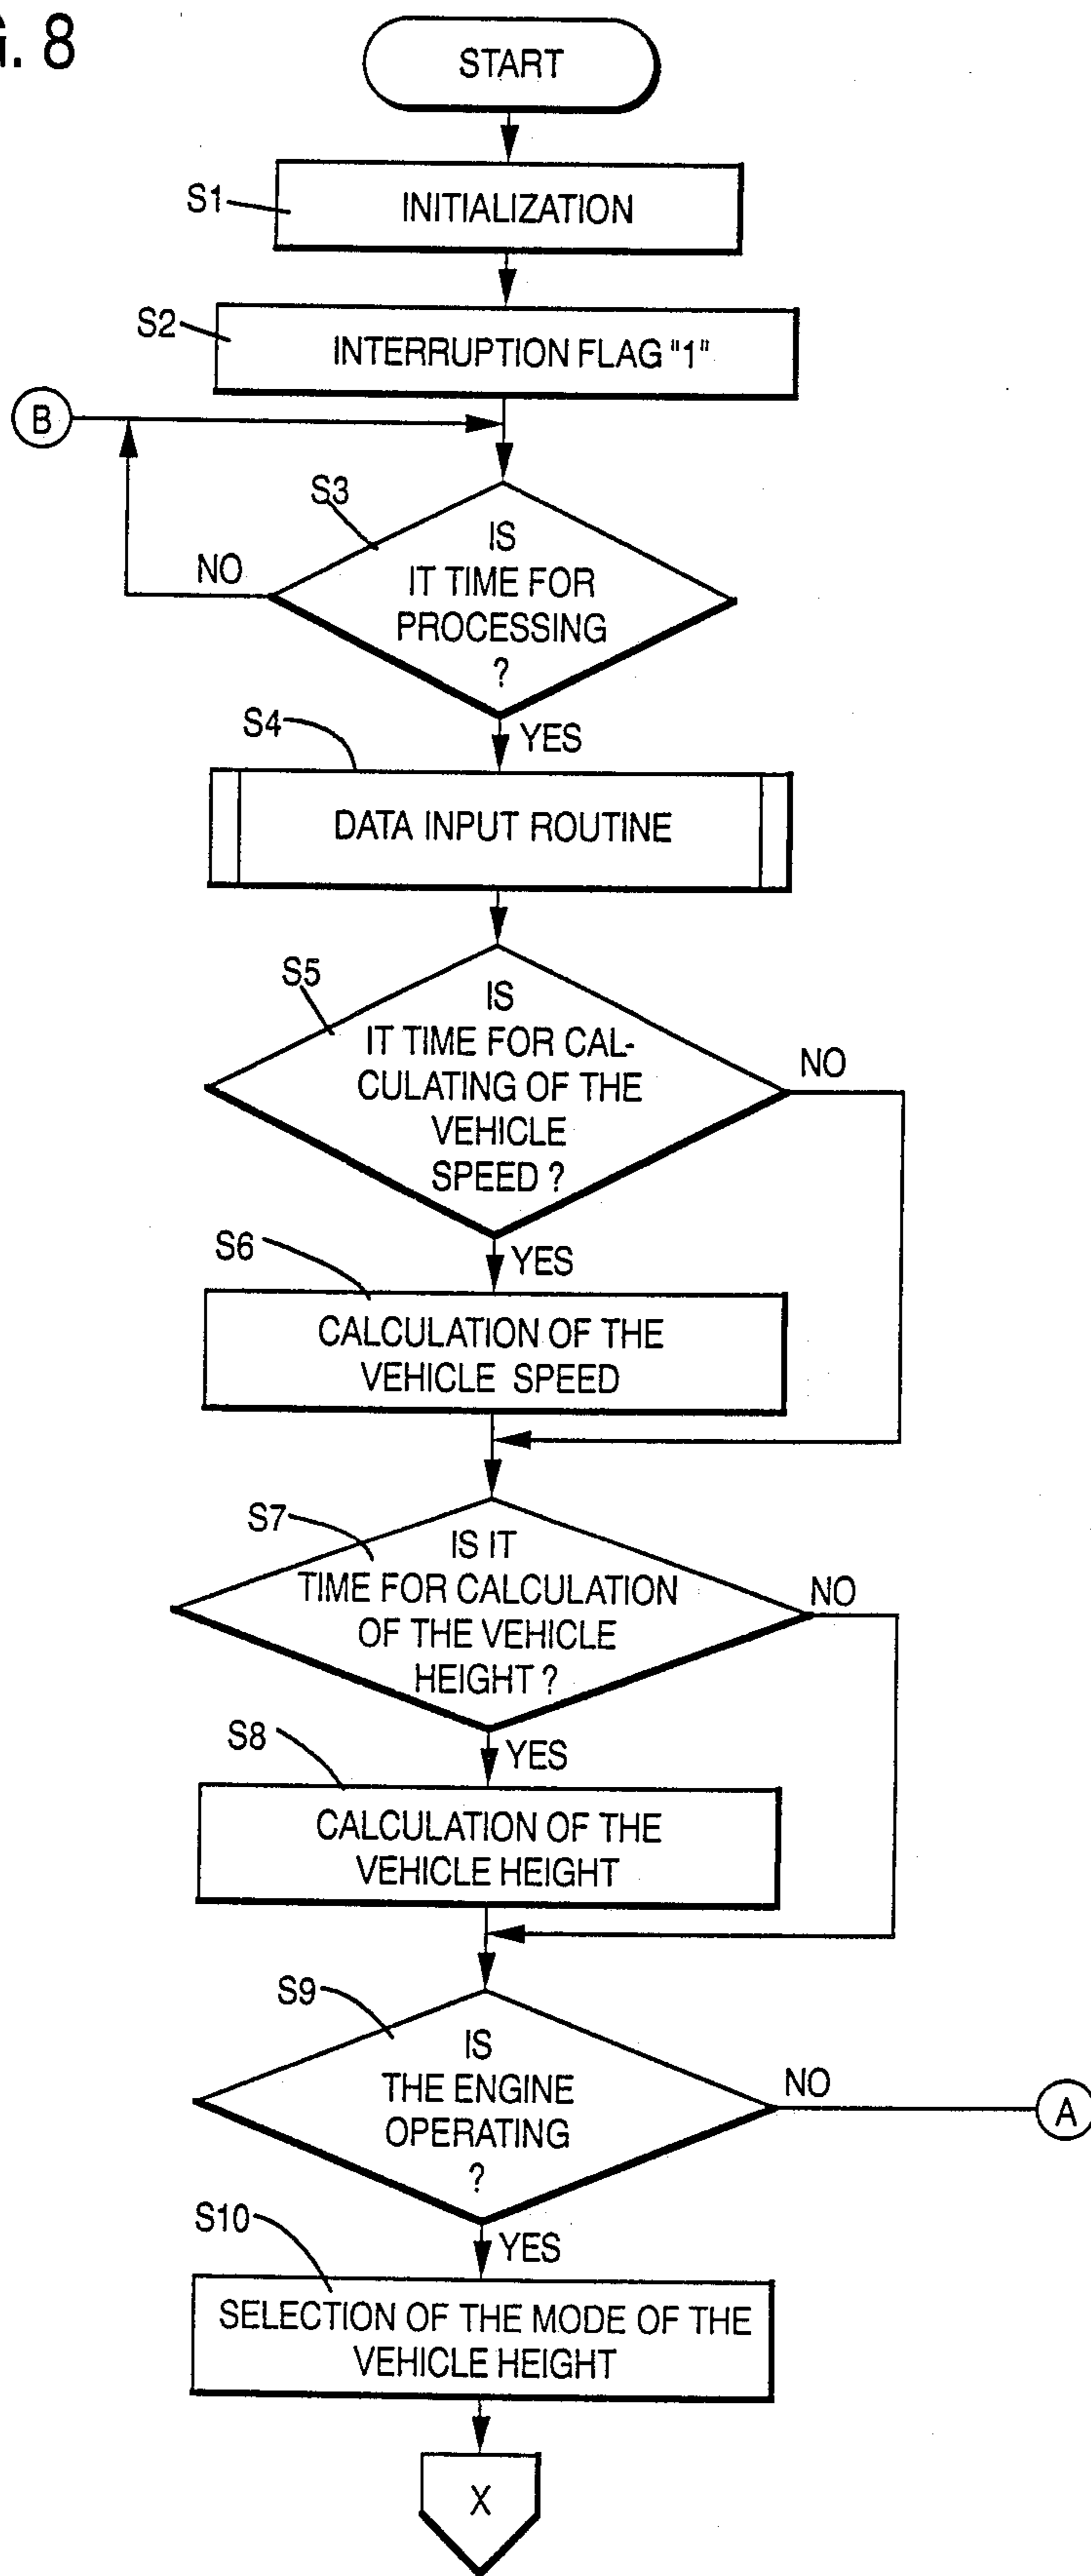 G. 8
START
S1
INITIALIZATION
S2
INTERRUPTION FLAG "1"
B
S3
IS
IT TIME FOR
PROCESSING
?
NO
YES
S4
DATA INPUT ROUTINE
S5
IS
IT TIME FOR CAL-
CULATING OF THE
VEHICLE
SPEED ?
NO
YES
S6
CALCULATION OF THE
VEHICLE SPEED
S7
IS IT
TIME FOR CALCULATION
OF THE VEHICLE
HEIGHT ?
NO
YES
S8
CALCULATION OF THE
VEHICLE HEIGHT
S9
IS
THE ENGINE
OPERATING
?
NO
A
YES
S10
SELECTION OF THE MODE OF THE
VEHICLE HEIGHT
X